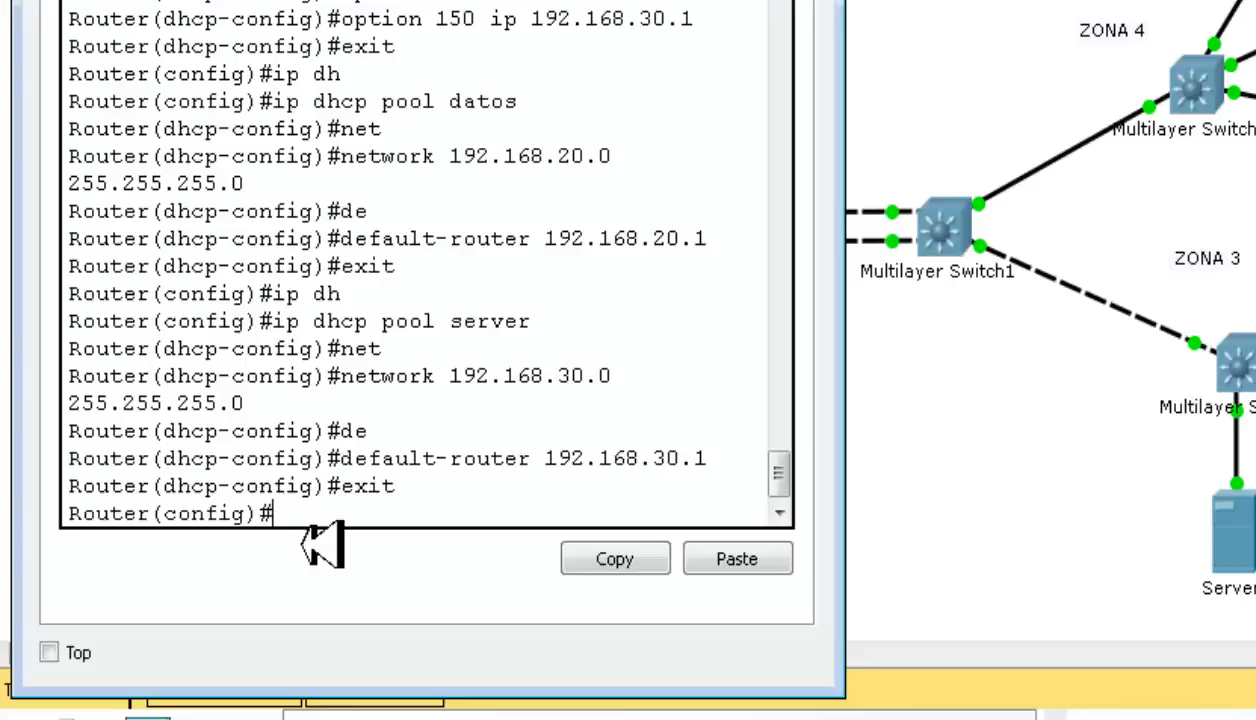 Router(dhcp-config)#option 150 ip 192.168.30.1
Router(dhcp-config)#exit
Router(config)#ip dh
Router(config)#ip dhcp pool datos
Router(dhcp-config)#net
Router(dhcp-config)#network 192.168.20.0
255.255.255.0
Router(dhcp-config)#de
Router(dhcp-config)#default-router 192.168.20.1
Router(dhcp-config)#exit
Router(config)#ip dh
Router(config)#ip dhcp pool server
Router(dhcp-config)#net
Router(dhcp-config)#network 192.168.30.0
255.255.255.0
Router(dhcp-config)#de
Router(dhcp-config)#default-router 192.168.30.1
Router(dhcp-config)#exit
Router(config)#
Copy
Paste
Top
ZONA 4
Multilayer Switch
Multilayer Switch1
ZONA 3
Multilayer S
Server